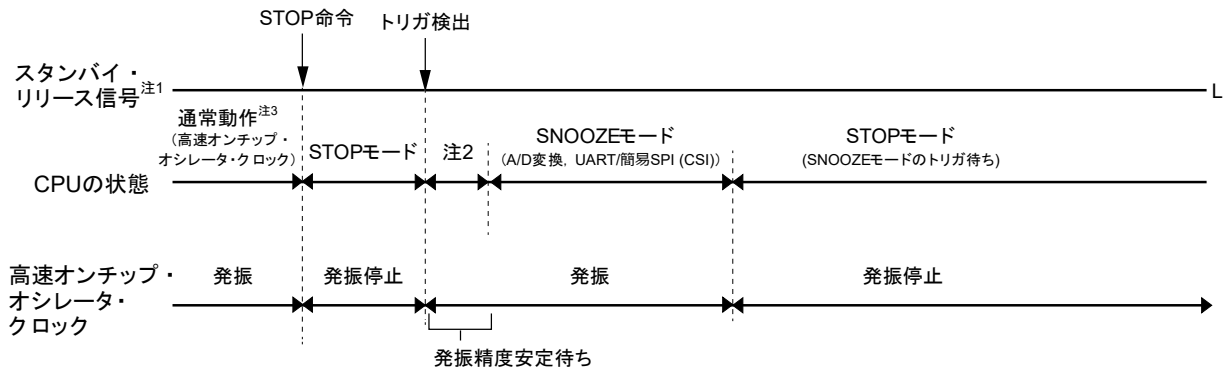 STOP命令
トリガ検出
スタンバイ・
リリース信号注1
L
通常動作注3
（高速オンチップ・
オシレータ・クロック）
STOPモード
注2
SNOOZEモード
（A/D変換，UART/簡易SPI (CSI)）
STOPモード
(SNOOZEモードのトリガ待ち)
CPUの状態
高速オンチップ・
オシレータ・
クロック
発振
発振停止
発振
発振停止
発振精度安定待ち